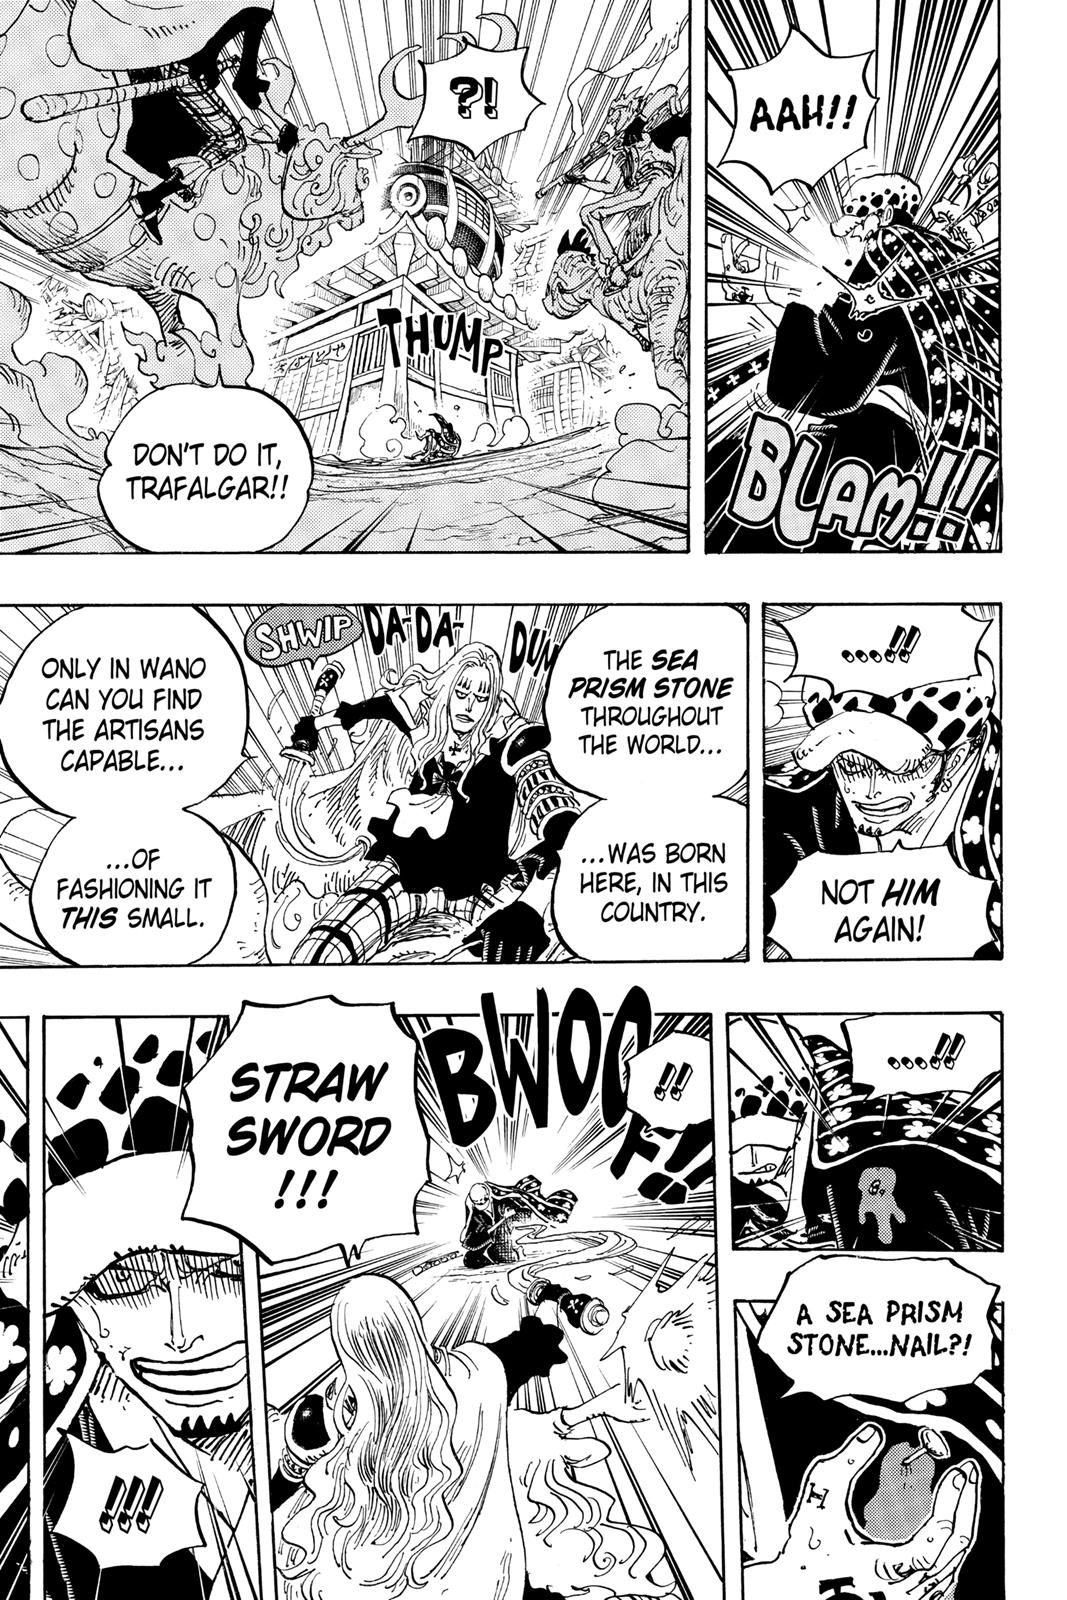 AAH!!
BLAM!!
?!
THUMP
DON'T DO IT,
TRAFALGAR!!
....!!
NOT HIM
AGAIN!
THE SEA
PRISM STONE
THROUGHOUT
THE WORLD...
...WAS BORN
HERE, IN THIS
COUNTRY.
DA-DA-
DUM
SHWIP
ONLY IN WANO
CAN YOU FIND
THE ARTISANS
CAPABLE...
...OF
FASHIONING IT
THIS SMALL.
....!!
A SEA PRISM
STONE...NAIL?!
H
!!
BWOO
F!!
STRAW
SWORD
!!!
!!!